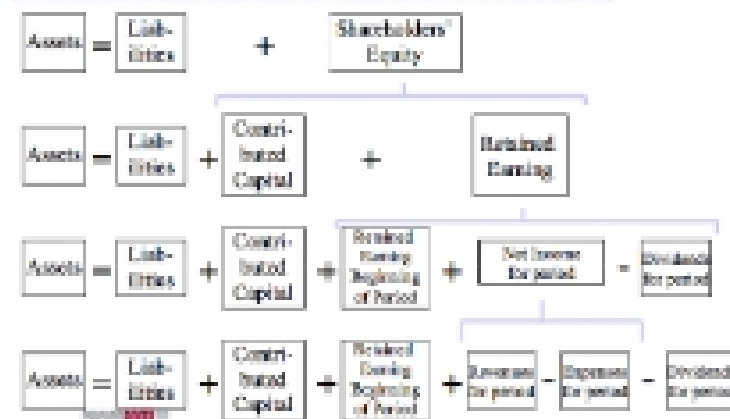 Assets = Liab- + Shareholders'
ilities Equity
Assets = Liab- + Contri- + Retained
ilities buted Earning
Capital
Assets = Liab- + Contri- + Retained + Net Income - Dividends
ilities buted Earning for period for period
Capital Beginning
of Period
Assets = Liab- + Contri- + Retained + Revenues - Expenses - Dividend
ilities buted Earning for period for period for period
Capital Beginning
of Period